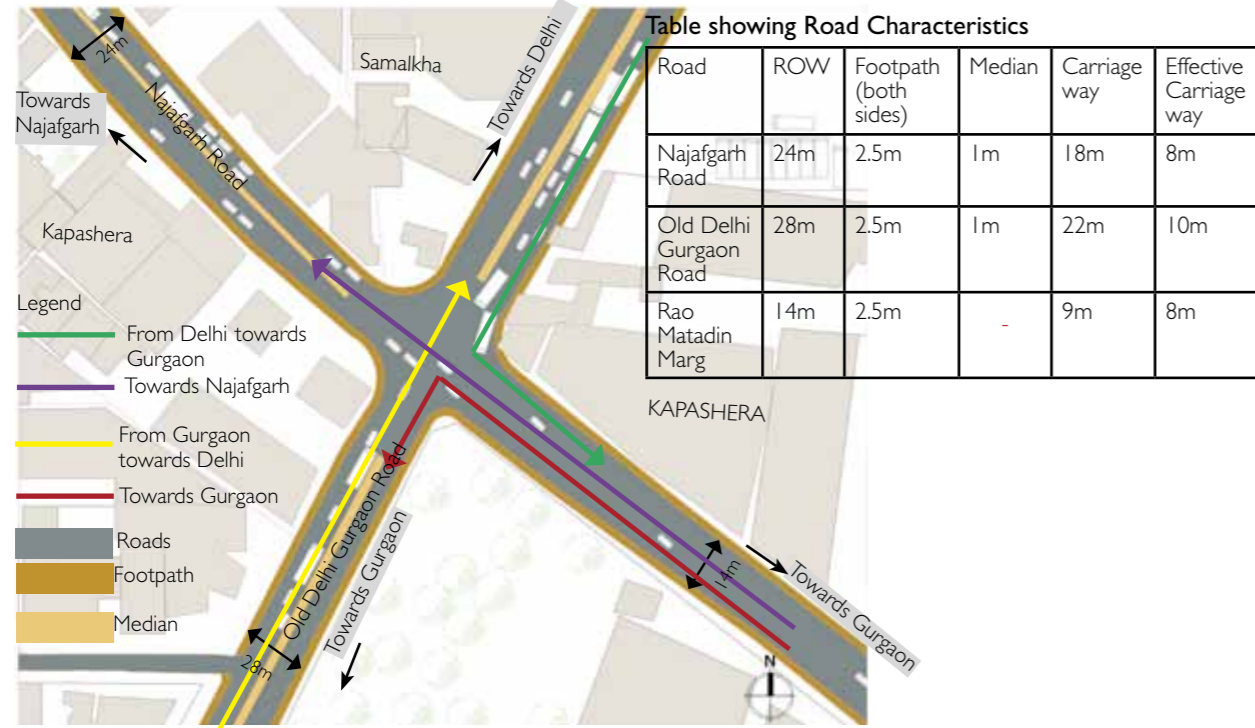 Table showing Road Characteristics
Road ROW Footpath (both sides) Median Carriage way Effective Carriage way
Najafgarh Road 24m 2.5m 1m 18m 8m
Old Delhi Gurgaon Road 28m 2.5m 1m 22m 10m
Rao Matadin Marg 14m 2.5m - 9m 8m
24m
Samalkha
Towards Delhi
Towards
Najafgarh
Najafgarh Road
Kapashera
Legend
From Delhi towards
Gurgaon
Towards Najafgarh
From Gurgaon
towards Delhi
Towards Gurgaon
Roads
Footpath
Median
KAPASHERA
Old Delhi Gurgaon Road
Towards Gurgaon
28m
14m
Towards Gurgaon
N